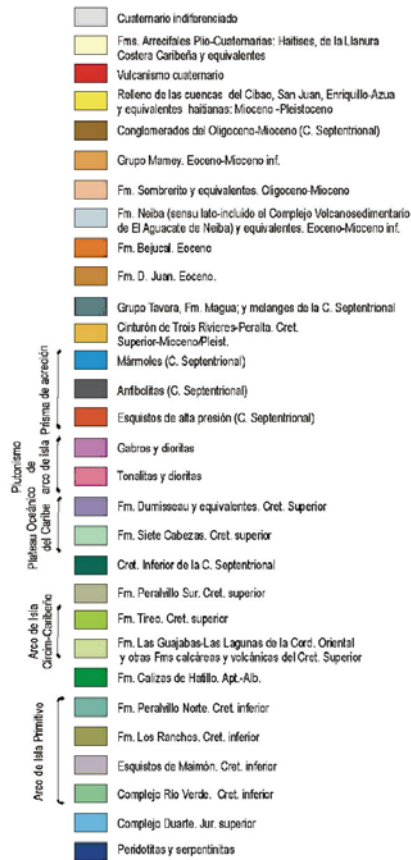 Cuaternario indiferenciado
Fms. Arrecifales Plio-Cuaternarias: Haitises, de la Llanura
Costera Caribeña y equivalentes
Vulcanismo cuaternario
Relleno de las cuencas del Cibao, San Juan, Enriquillo-Azua
y equivalentes haitianas: Mioceno-Pleistoceno
Conglomerados del Oligoceno-Mioceno (C. Septentrional)
Grupo Mamey. Eoceno-Mioceno inf.
Fm. Sombrerito y equivalentes. Oligoceno-Mioceno
Fm. Neiba (sensu lato-incluido el Complejo Volcanosedimentario
de El Aguacate de Neiba) y equivalentes. Eoceno-Mioceno inf.
Fm. Bejucal. Eoceno
Fm. D. Juan. Eoceno.
Grupo Tavera, Fm. Magua; y melanges de la C. Septentrional
Cinturón de Trois Rivieres-Peralta. Cret.
Superior-Mioceno/Pleist.
Prisma de acreción
Mármoles (C. Septentrional)
Anfibolitas (C. Septentrional)
Esquistos de alta presión (C. Septentrional)
Plutonismo de
arco de isla
Gabros y dioritas
Tonalitas y dioritas
Plateau Oceánico
del Caribe
Fm. Dumisseau y equivalentes. Cret. Superior
Fm. Siete Cabezas. Cret. superior
Cret. Inferior de la C. Septentrional
Arco de Isla
Circim-Caribeño
Fm. Peralvillo Sur. Cret. superior
Fm. Tireo. Cret. superior
Fm. Las Guajabas-Las Lagunas de la Cord. Oriental
y otras Fms calcáreas y volcánicas del Cret. Superior
Fm. Calizas de Hatillo. Apt.-Alb.
Arco de Isla Primitivo
Fm. Peralvillo Norte. Cret. inferior
Fm. Los Ranchos. Cret. inferior
Esquistos de Maimón. Cret. inferior
Complejo Río Verde. Cret. inferior
Complejo Duarte. Jur. superior
Peridotitas y serpentinitas